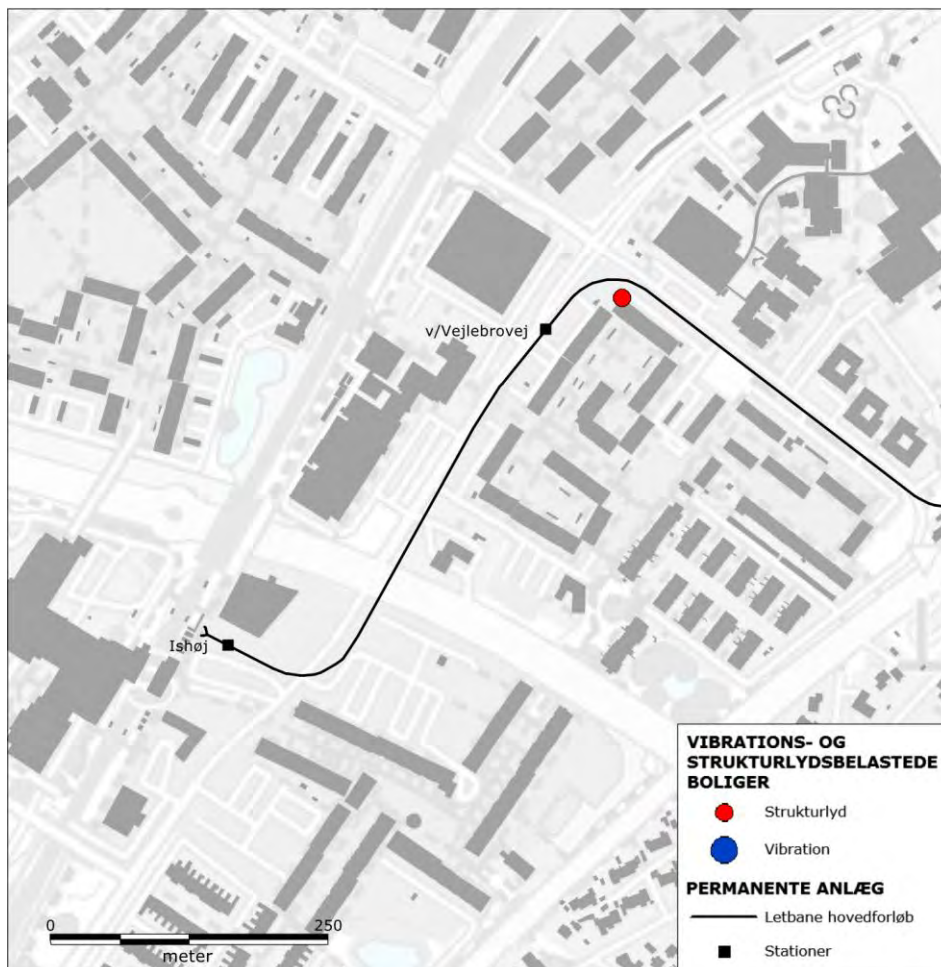 v/Vejlebrovej
Ishøj
VIBRATIONS- OG
STRUKTURLYDSBELASTEDE
BOLIGER
Strukturlyd
Vibration
PERMANENTE ANLÆG
Letbane hovedforløb
Stationer
0 250
meter